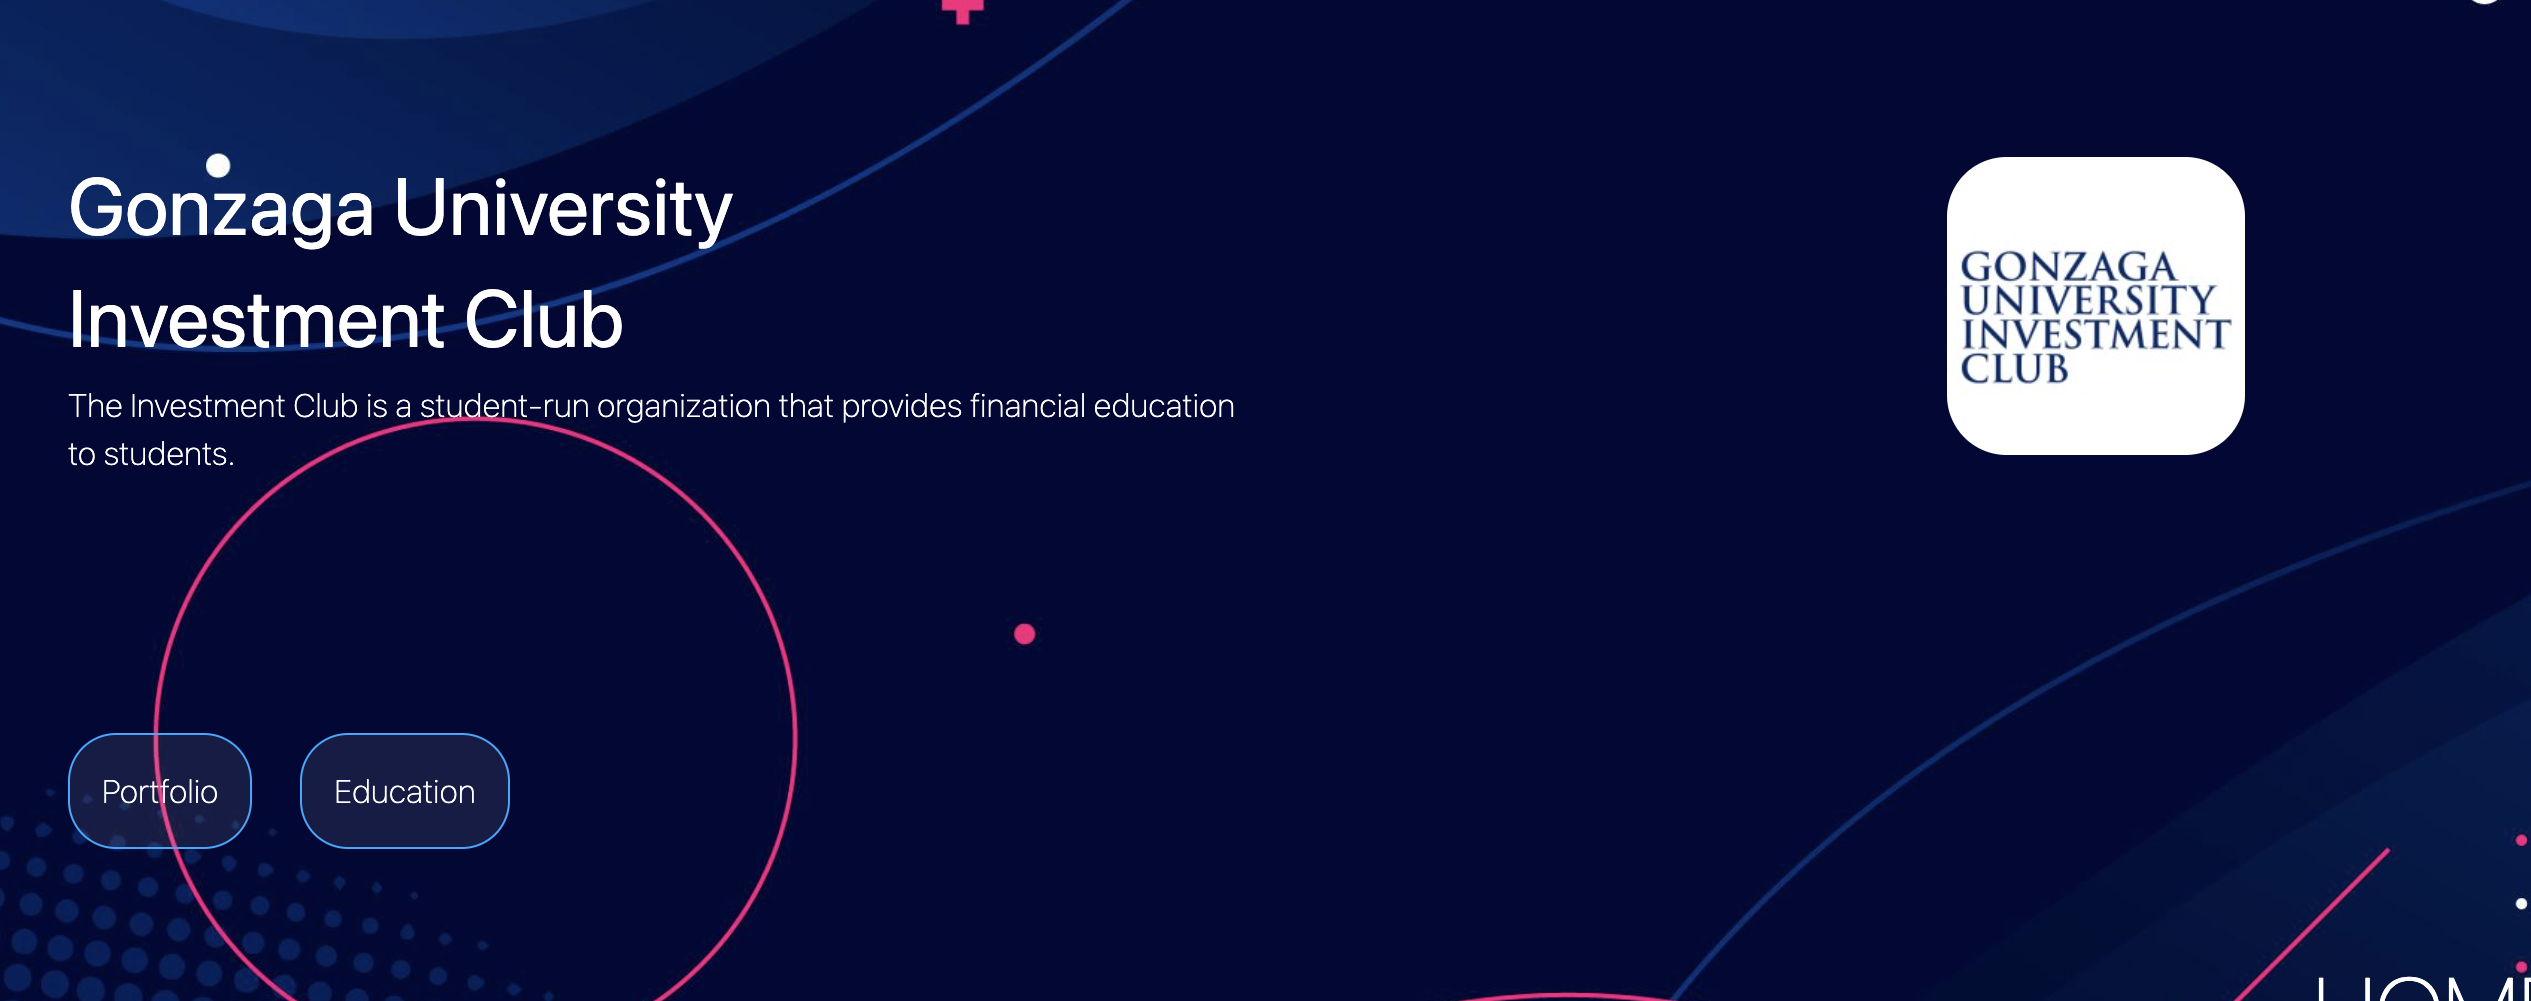 Gonzaga University
Investment Club
The Investment Club is a student-run organization that provides financial education
to students.
GONZAGA
UNIVERSITY
INVESTMENT
CLUB
Portfolio
Education